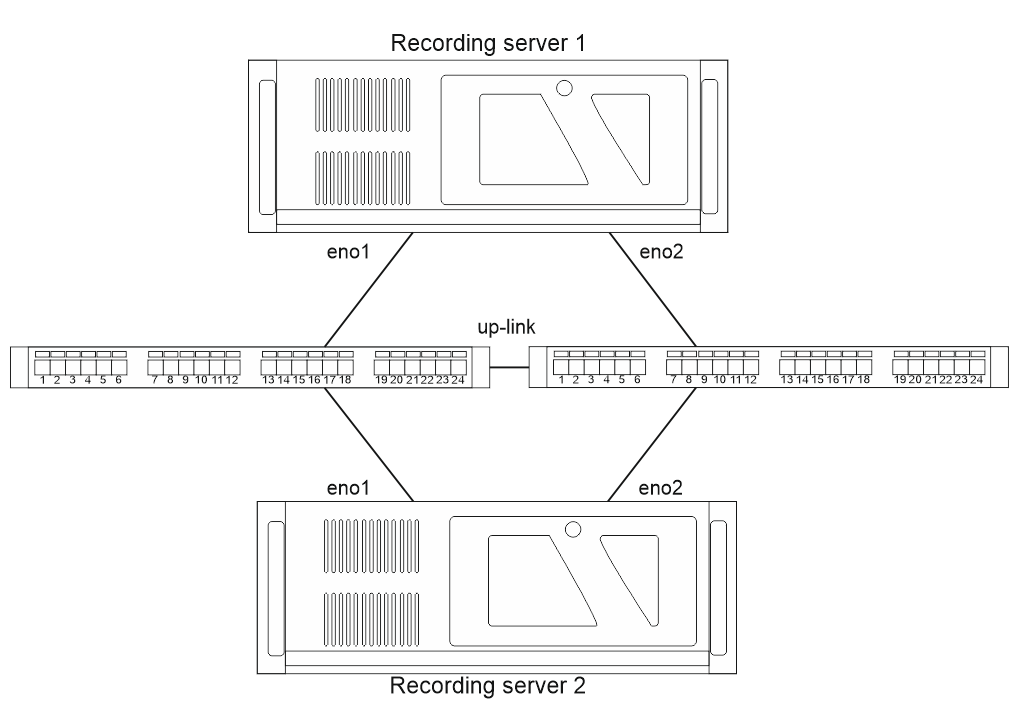 Recording server 1
eno1 eno2
up-link
1 2 3 4 5 6 7 8 9 10 11 12 13 14 15 16 17 18 19 20 21 22 23 24
1 2 3 4 5 6 7 8 9 10 11 12 13 14 15 16 17 18 19 20 21 22 23 24
eno1 eno2
Recording server 2